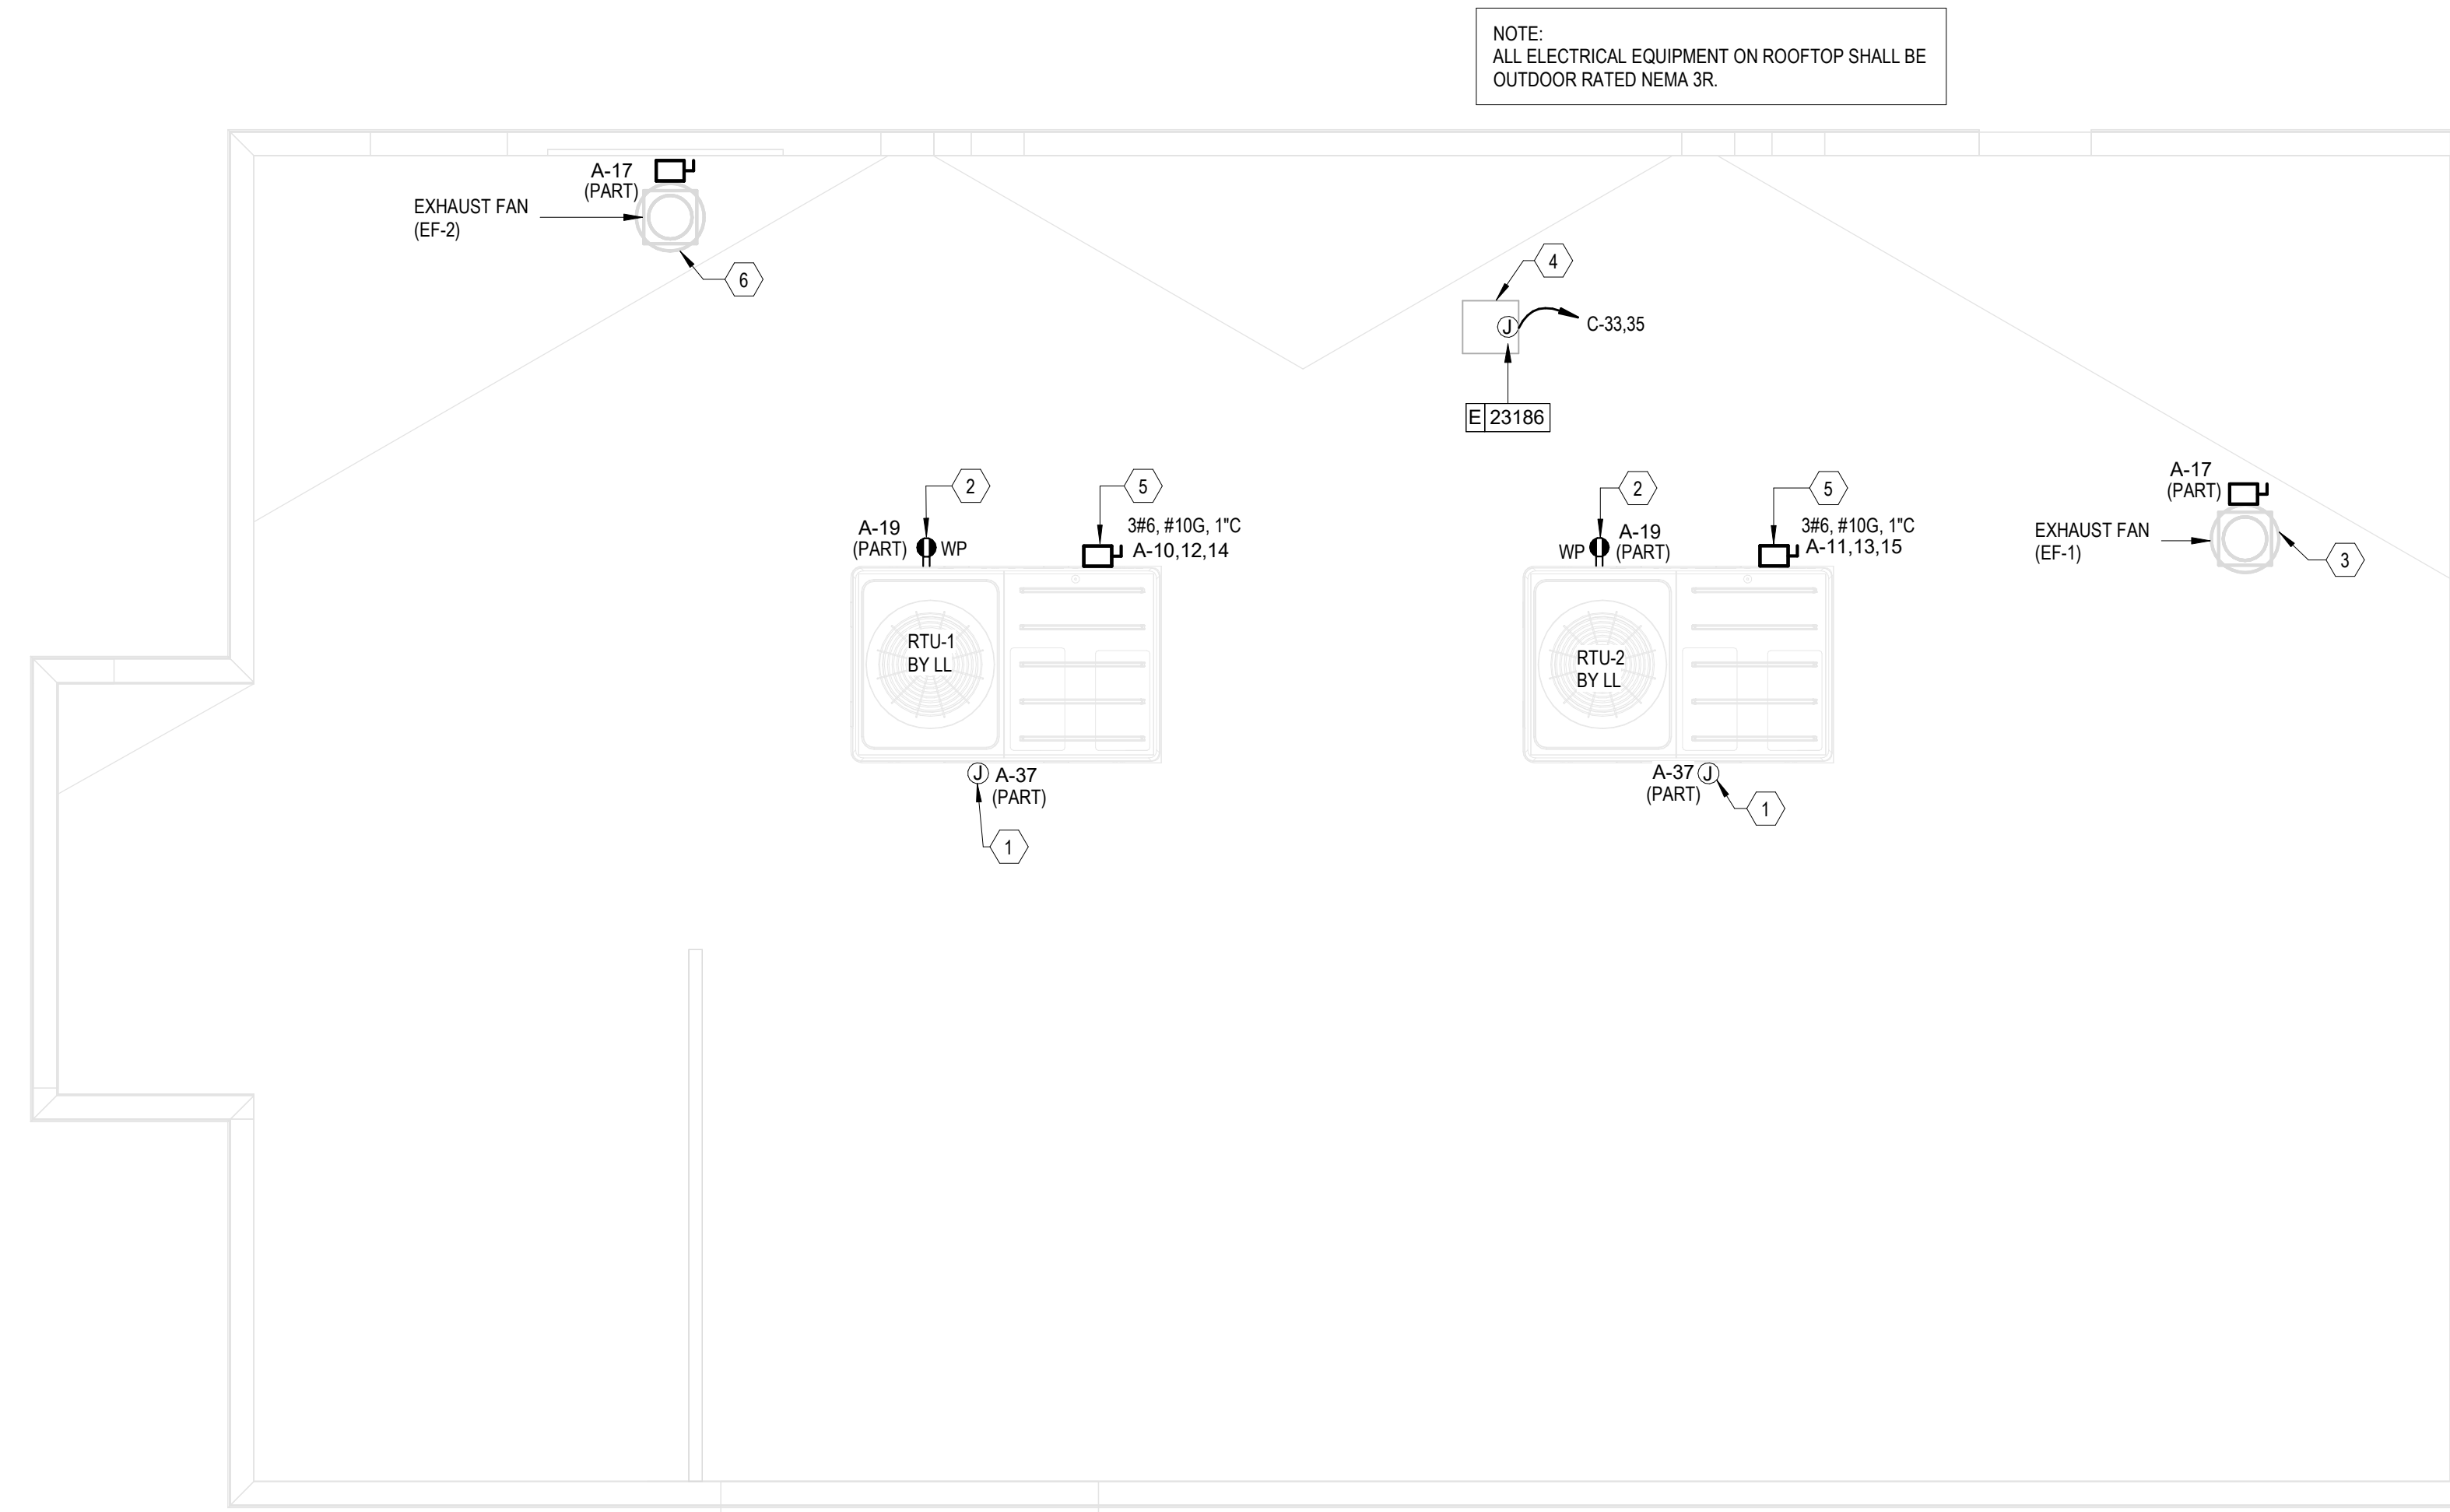 NOTE:
ALL ELECTRICAL EQUIPMENT ON ROOFTOP SHALL BE
OUTDOOR RATED NEMA 3R.
A-17
(PART)
EXHAUST FAN
(EF-2)
6
4
J
C-33,35
E 23186
2
A-19
(PART)
WP
5
3#6, #10G, 1"C
A-10,12,14
RTU-1
BY LL
J
A-37
(PART)
1
2
WP
A-19
(PART)
5
3#6, #10G, 1"C
A-11,13,15
RTU-2
BY LL
A-37
(PART)
J
1
A-17
(PART)
EXHAUST FAN
(EF-1)
3